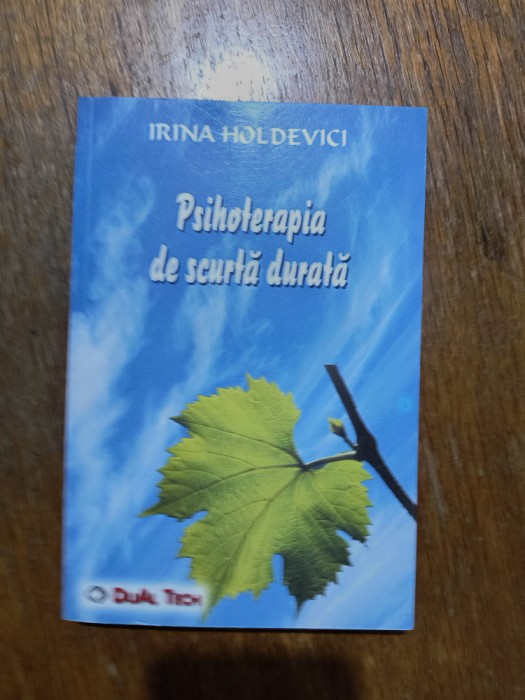 IRINA HOLDEVICI
Psihoterapia
de scurtă durată
DUAL TECH